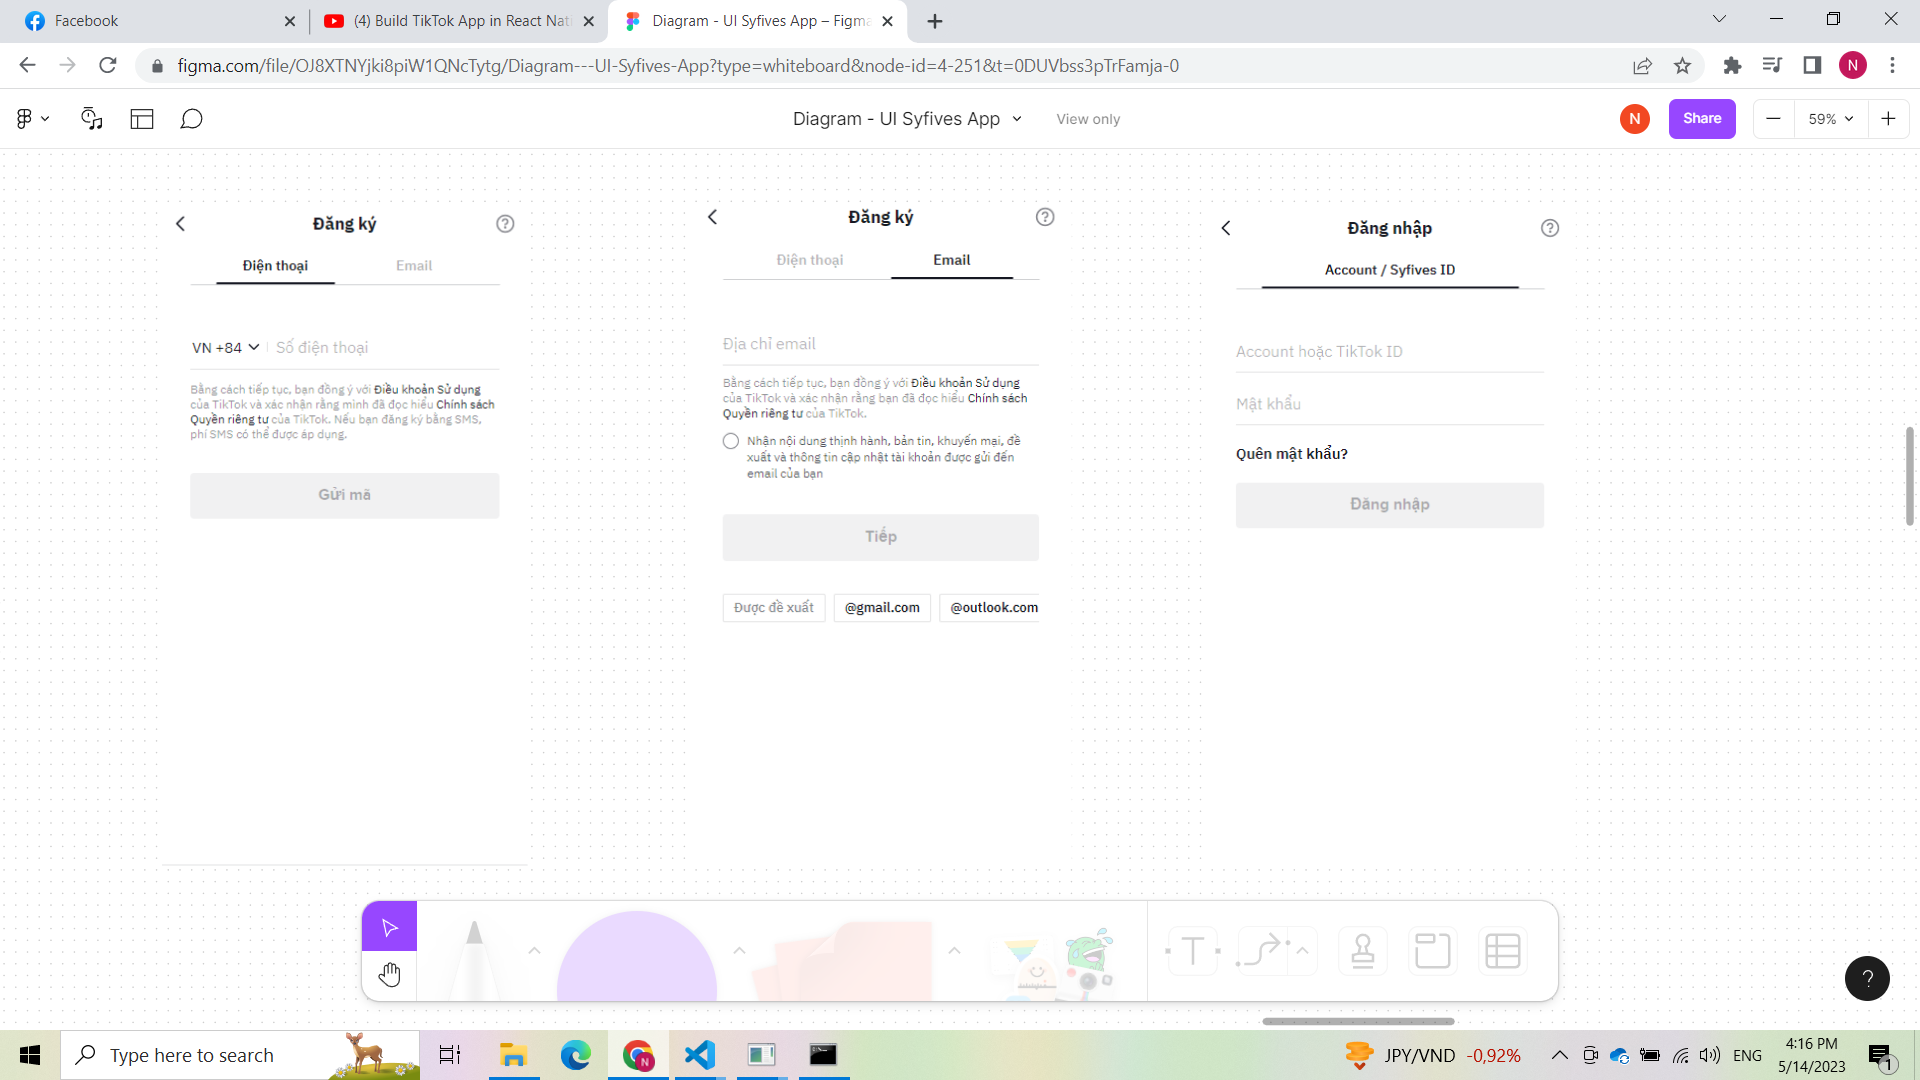 Facebook
(4) Build TikTok App in React Nati
Diagram - UI Syfives App – Figma
figma.com/file/OJ8XTNYjki8piW1QNcTytg/Diagram---UI-Syfives-App?type=whiteboard&node-id=4-251&t=0DUVbss3pTrFamja-0
N
Diagram - UI Syfives App
View only
N
Share
59%
Đăng ký
Điện thoại
Email
VN +84
Số điện thoại
Bằng cách tiếp tục, bạn đồng ý với Điều khoản Sử dụng
của TikTok và xác nhận rằng mình đã đọc hiểu Chính sách
Quyền riêng tư của TikTok. Nếu bạn đăng ký bằng SMS,
phí SMS có thể được áp dụng.
Gửi mã
Đăng ký
Điện thoại
Email
Địa chỉ email
Bằng cách tiếp tục, bạn đồng ý với Điều khoản Sử dụng
của TikTok và xác nhận rằng bạn đã đọc hiểu Chính sách
Quyền riêng tư của TikTok.
Nhận nội dung thịnh hành, bản tin, khuyến mại, đề
xuất và thông tin cập nhật tài khoản được gửi đến
email của bạn
Tiếp
Được đề xuất
@gmail.com
@outlook.com
Đăng nhập
Account / Syfives ID
Account hoặc TikTok ID
Mật khẩu
Quên mật khẩu?
Đăng nhập
T
?
Type here to search
N
JPY/VND -0,92%
ENG
4:16 PM
5/14/2023
1